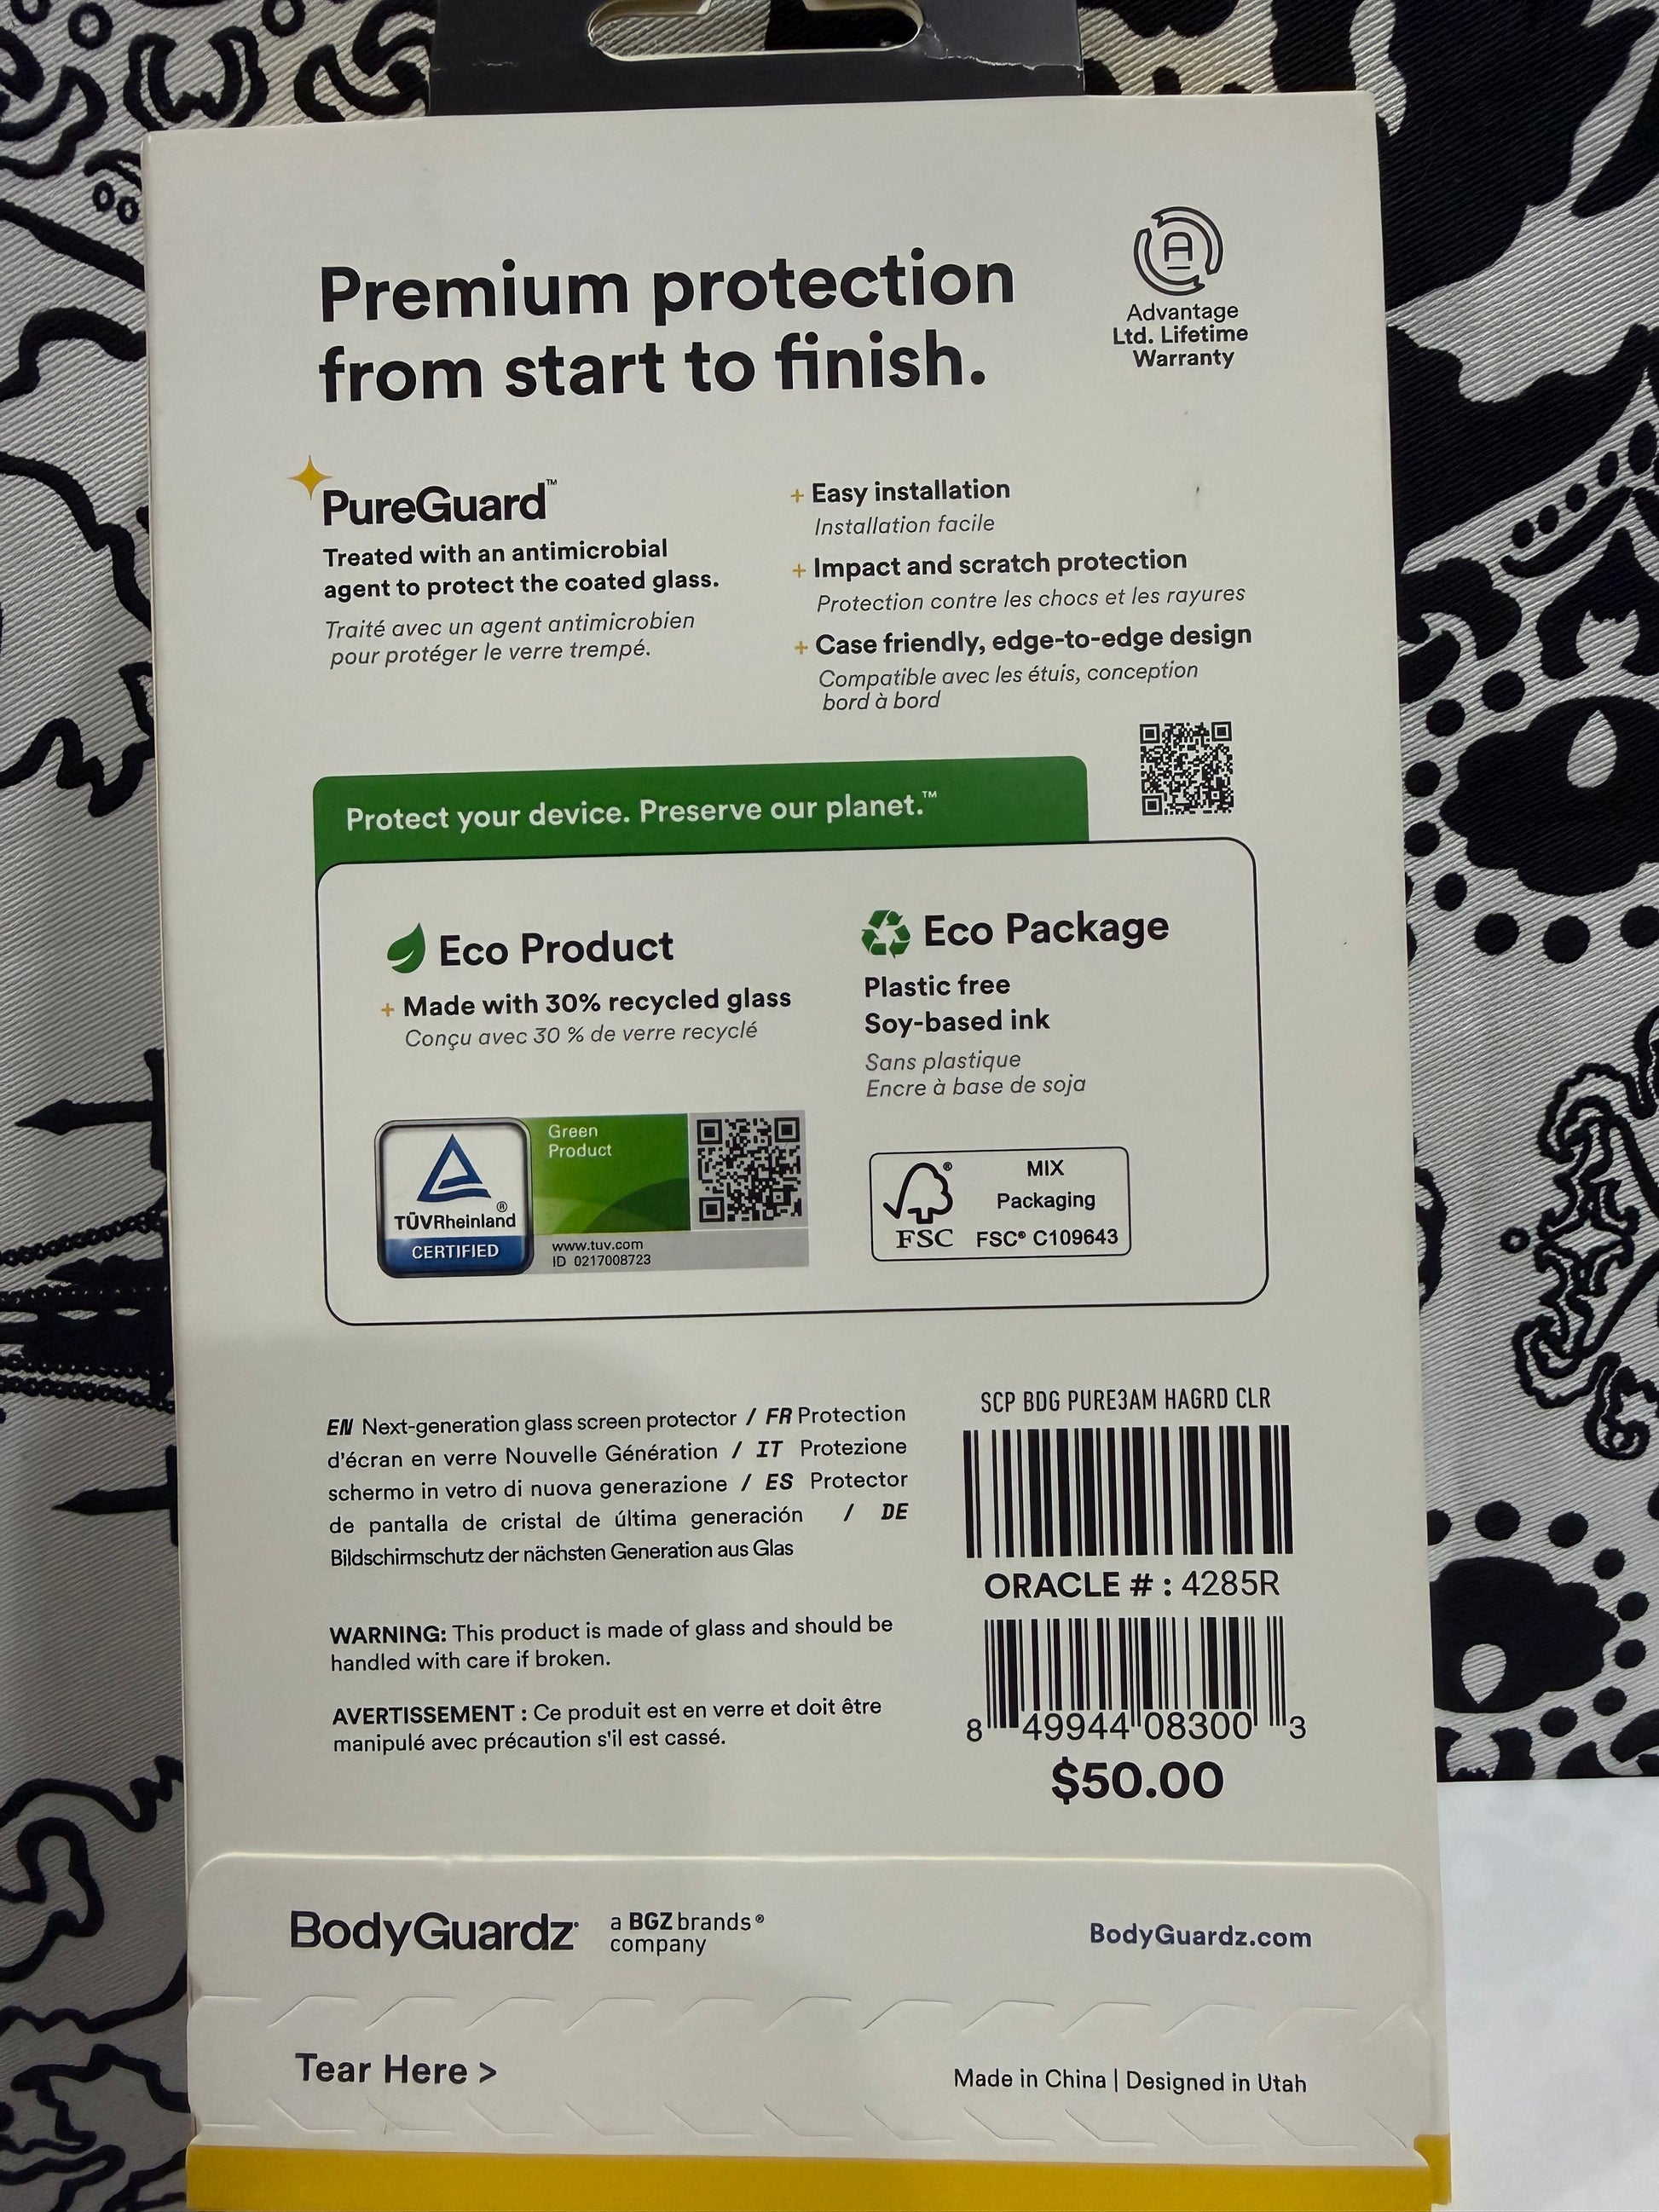 Premium protection
from start to finish.
A
Advantage
Ltd. Lifetime
Warranty
PureGuard™
Treated with an antimicrobial
agent to protect the coated glass.
Traité avec un agent antimicrobien
pour protéger le verre trempé.
+ Easy installation
Installation facile
+ Impact and scratch protection
Protection contre les chocs et les rayures
+ Case friendly, edge-to-edge design
Compatible avec les étuis, conception
bord à bord
Protect your device. Preserve our planet.™
Eco Product
+ Made with 30% recycled glass
Conçu avec 30 % de verre recyclé
TÜVRheinland®
CERTIFIED
Green
Product
www.tuv.com
ID 0217008723
Eco Package
Plastic free
Soy-based ink
Sans plastique
Encre à base de soja
®
FSC
MIX
Packaging
FSC® C109643
EN Next-generation glass screen protector / FR Protection
d'écran en verre Nouvelle Génération / IT Protezione
schermo in vetro di nuova generazione / ES Protector
de pantalla de cristal de última generación / DE
Bildschirmschutz der nächsten Generation aus Glas
WARNING: This product is made of glass and should be
handled with care if broken.
AVERTISSEMENT : Ce produit est en verre et doit être
manipulé avec précaution s'il est cassé.
SCP BDG PURE3AM HAGRD CLR
ORACLE # : 4285R
8 49944 08300 3
$50.00
BodyGuardz®
a BGZ brands®
company
BodyGuardz.com
Tear Here >
Made in China | Designed in Utah